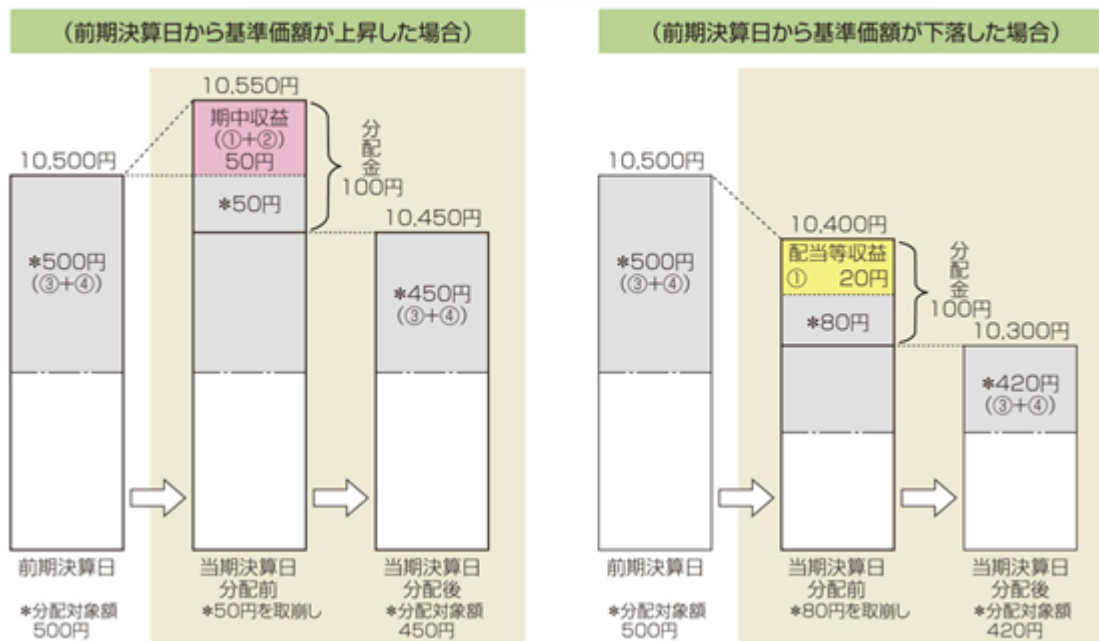 (前期決算日から基準価額が上昇した場合)
10,500円
*500円
(③+④)
前期決算日
*分配対象額
500円
10,550円
期中収益
(①+②)
50円
*50円
分配金
100円
当期決算日
分配前
*50円を取崩し
10,450円
*450円
(③+④)
当期決算日
分配後
*分配対象額
450円
(前期決算日から基準価額が下落した場合)
10,500円
*500円
(③+④)
前期決算日
*分配対象額
500円
10,400円
配当等収益
① 20円
*80円
分配金
100円
当期決算日
分配前
*80円を取崩し
10,300円
*420円
(③+④)
当期決算日
分配後
*分配対象額
420円